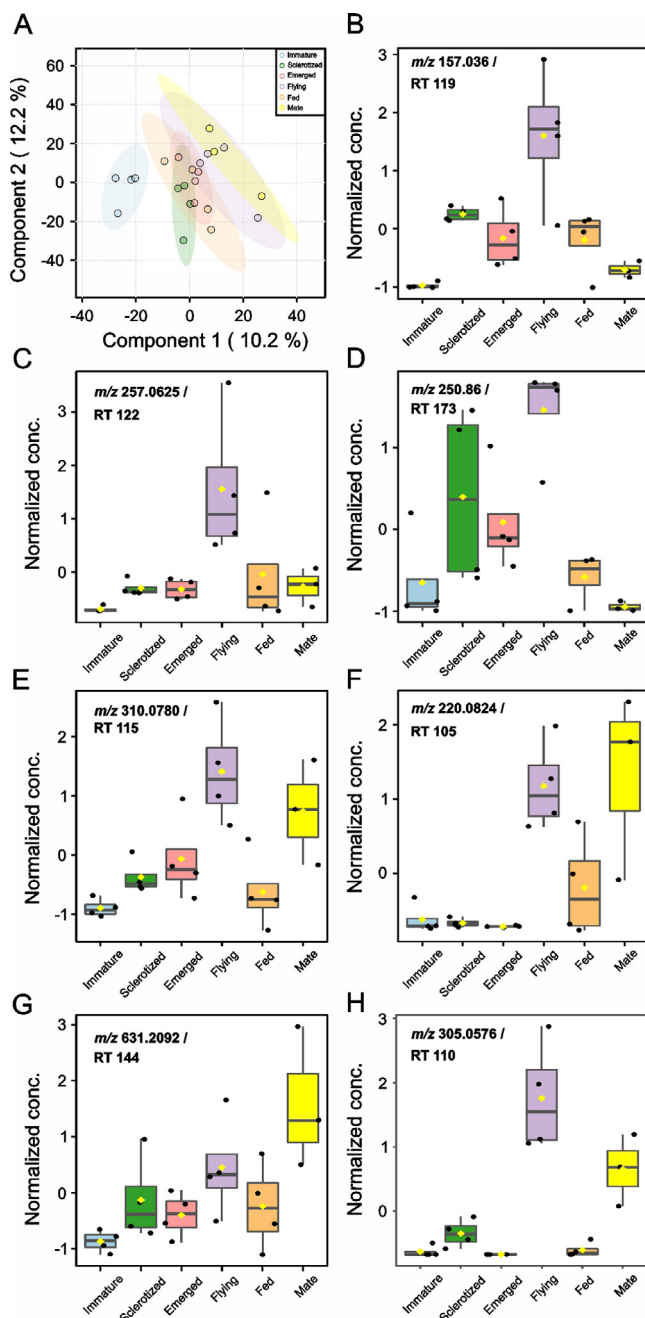 A
Component 2 ( 12.2 %)
60
40
20
0
-20
-40
-40
-20
0
20
40
60
Component 1 ( 10.2 %)
Immature
Sclerotized
Emerged
Flying
Fed
Mate
B
m/z 157.036 /
RT 119
Normalized conc.
3
2
1
-0
-1
Immature
Sclerotized
Emerged
Flying
Fed
Mate
C
m/z 257.0625 /
RT 122
Normalized conc.
3
2
1
0
Immature
Sclerotized
Emerged
Flying
Fed
Mate
D
m/z 250.86 /
RT 173
Normalized conc.
1
0
-1
Immature
Sclerotized
Emerged
Flying
Fed
Mate
E
m/z 310.0780 /
RT 115
Normalized conc.
2
1
0
-1
Immature
Sclerotized
Emerged
Flying
Fed
Mate
F
m/z 220.0824 /
RT 105
Normalized conc.
2
1
0
Immature
Sclerotized
Emerged
Flying
Fed
Mate
G
m/z 631.2092 /
RT 144
Normalized conc.
3
2
1
-0
-1
Immature
Sclerotized
Emerged
Flying
Fed
Mate
H
m/z 305.0576 /
RT 110
Normalized conc.
3
2
1
0
Immature
Sclerotized
Emerged
Flying
Fed
Mate